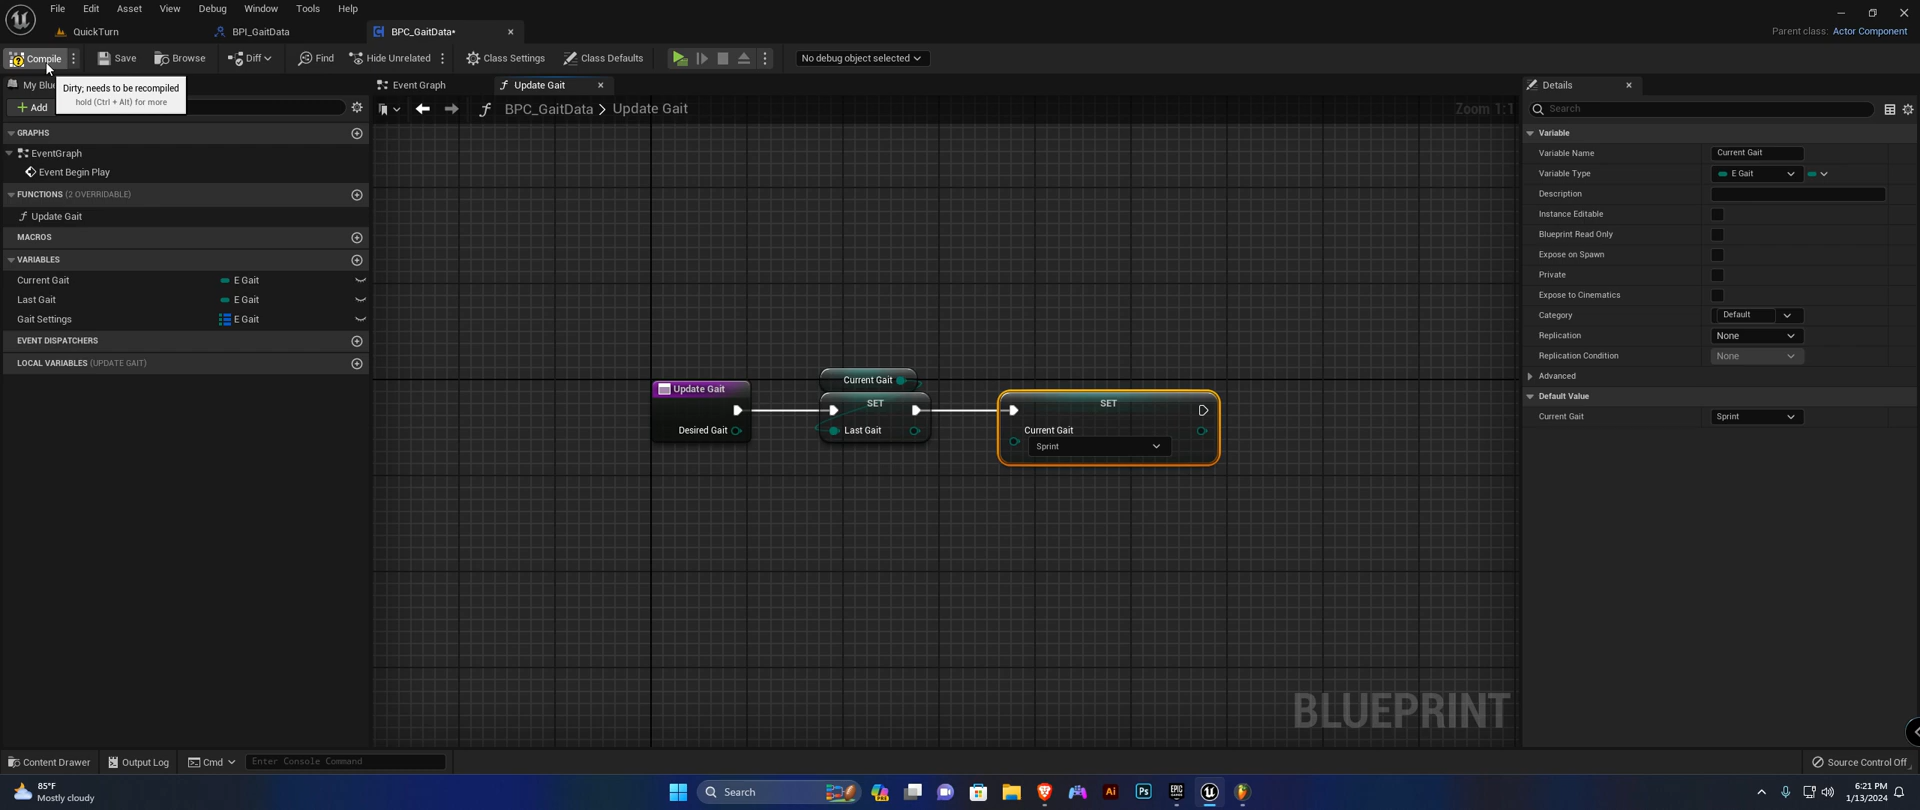 File Edit Asset View Debug Window Tools Help
QuickTurn BPI_GaitData BPC_GaitData•
Parent class: Actor Component
Compile Save Browse Diff Find Hide Unrelated Class Settings Class Defaults No debug object selected
Dirty; needs to be recompiled
hold (Ctrl + Alt) for more
My Blu
Add
Event Graph Update Gait
BPC_GaitData > Update Gait Zoom 1:1
GRAPHS
EventGraph
Event Begin Play
FUNCTIONS (2 OVERRIDABLE)
Update Gait
MACROS
VARIABLES
Current Gait E Gait
Last Gait E Gait
Gait Settings E Gait
EVENT DISPATCHERS
LOCAL VARIABLES (UPDATE GAIT)
Update Gait
Desired Gait
Current Gait
SET
Last Gait
SET
Current Gait
Sprint
BLUEPRINT
Details
Search
Variable
Variable Name Current Gait
Variable Type E Gait
Description
Instance Editable
Blueprint Read Only
Expose on Spawn
Private
Expose to Cinematics
Category Default
Replication None
Replication Condition None
Advanced
Default Value
Current Gait Sprint
Content Drawer Output Log Cmd Enter Console Command Source Control Off
85°F
Mostly cloudy
Search
6:21 PM
1/13/2024